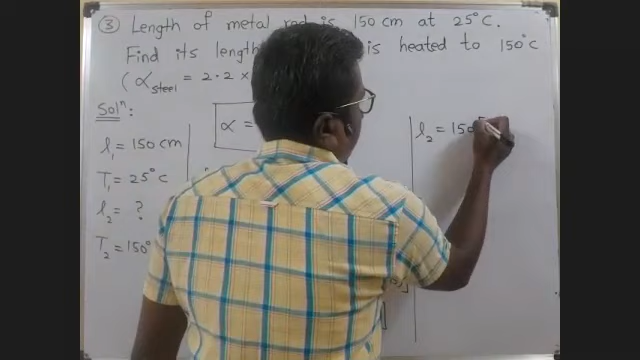 ③ Length of metal rod is 150 cm at 25°C.
Find its length is heated to 150°C
( α steel = 2.2 ×
Solⁿ:
l₁ = 150 cm
T₁ = 25°C
l₂ = ?
T₂ = 150°
α =
l₂ = 150